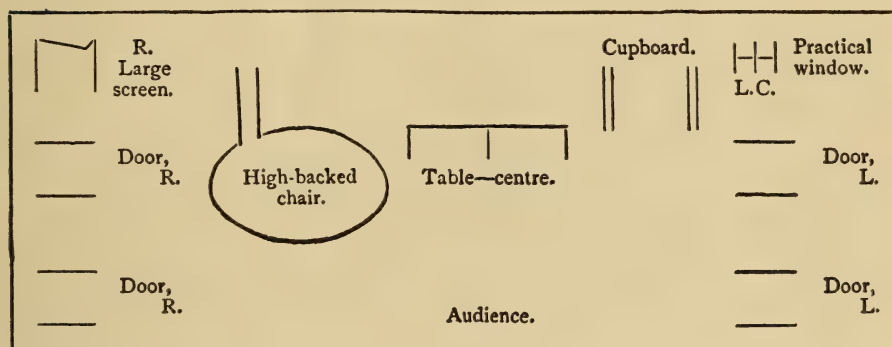 R.
Large
screen.
Cupboard.
Practical
window.
L.C.
Door,
R.
High-backed
chair.
Table—centre.
Door,
L.
Door,
R.
Audience.
Door,
L.